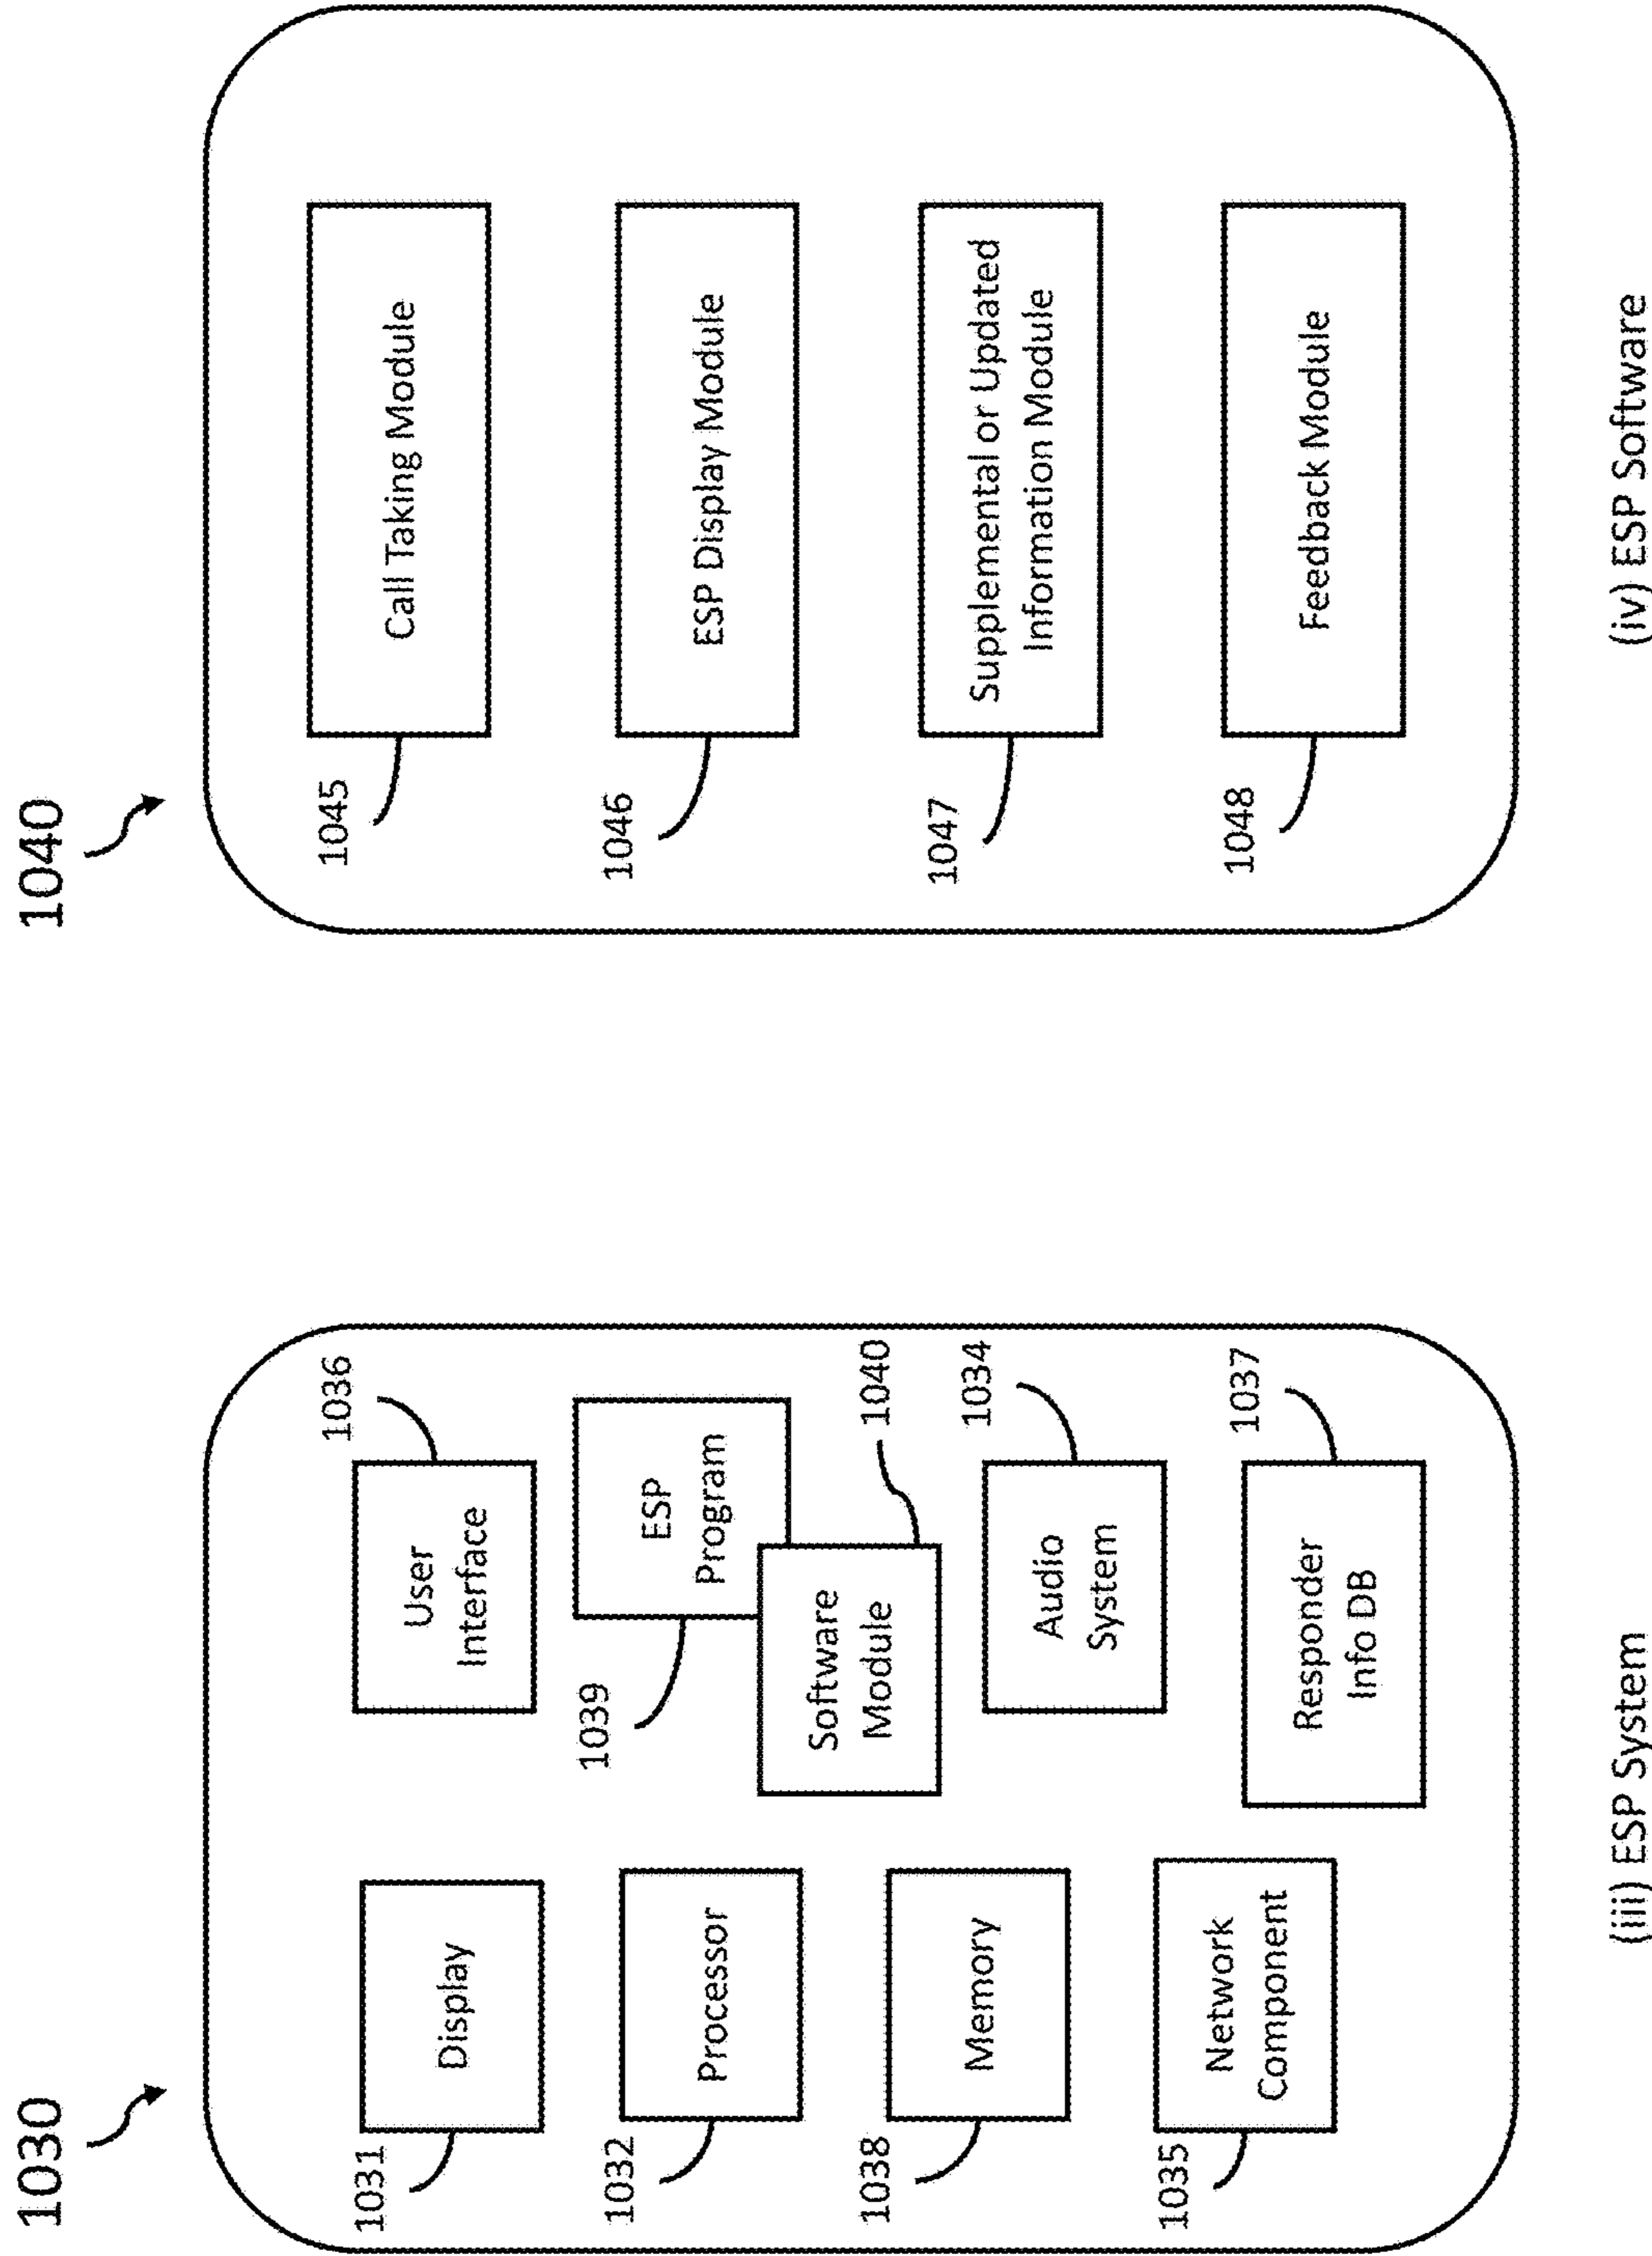 1030
1031
Display
1036
User
Interface
1032
Processor
1039
ESP
Program
Software
Module
1040
1038
Memory
1034
Audio
System
1035
Network
Component
1037
Responder
Info DB
(iii) ESP System
1040
1045
Call Taking Module
1046
ESP Display Module
1047
Supplemental or Updated
Information Module
1048
Feedback Module
(iv) ESP Software